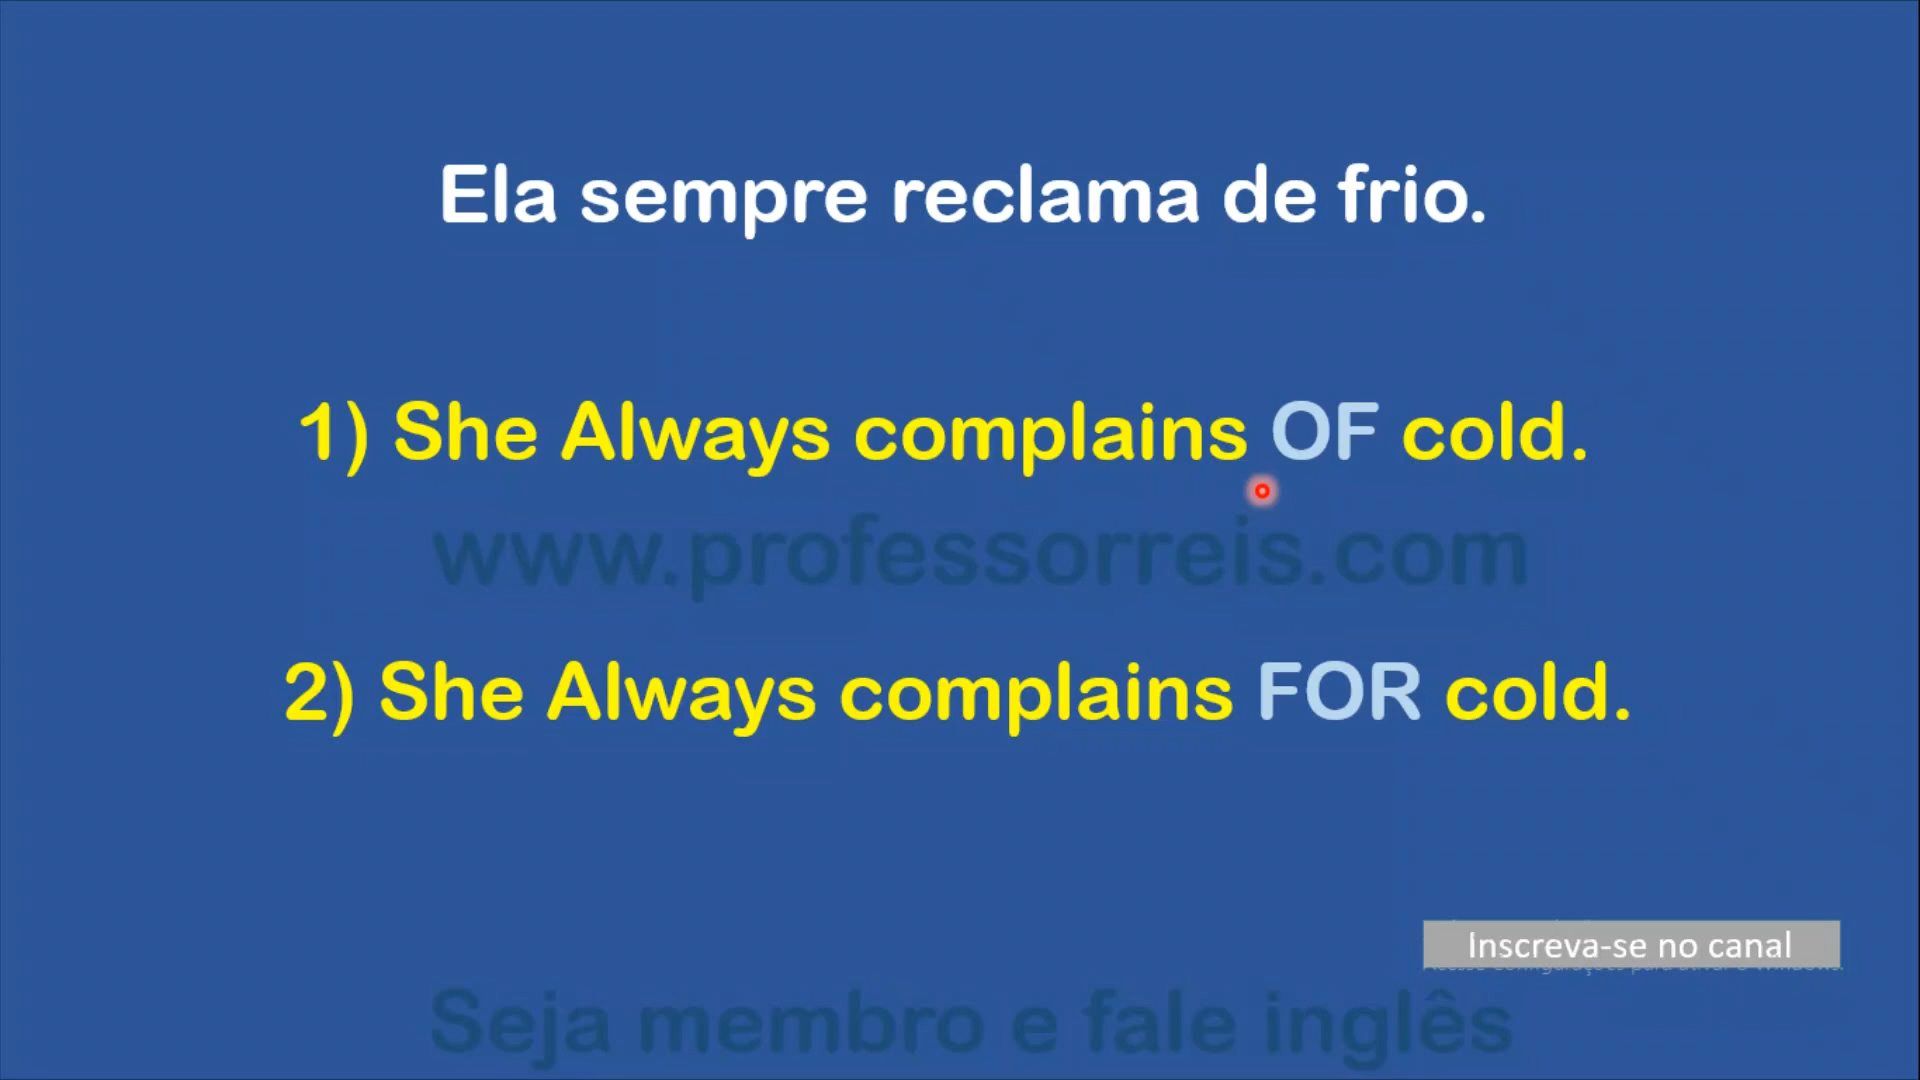 Ela sempre reclama de frio.
1) She Always complains OF cold.
www.professorreis.com
2) She Always complains FOR cold.
Inscreva-se no canal
Seja membro e fale inglês